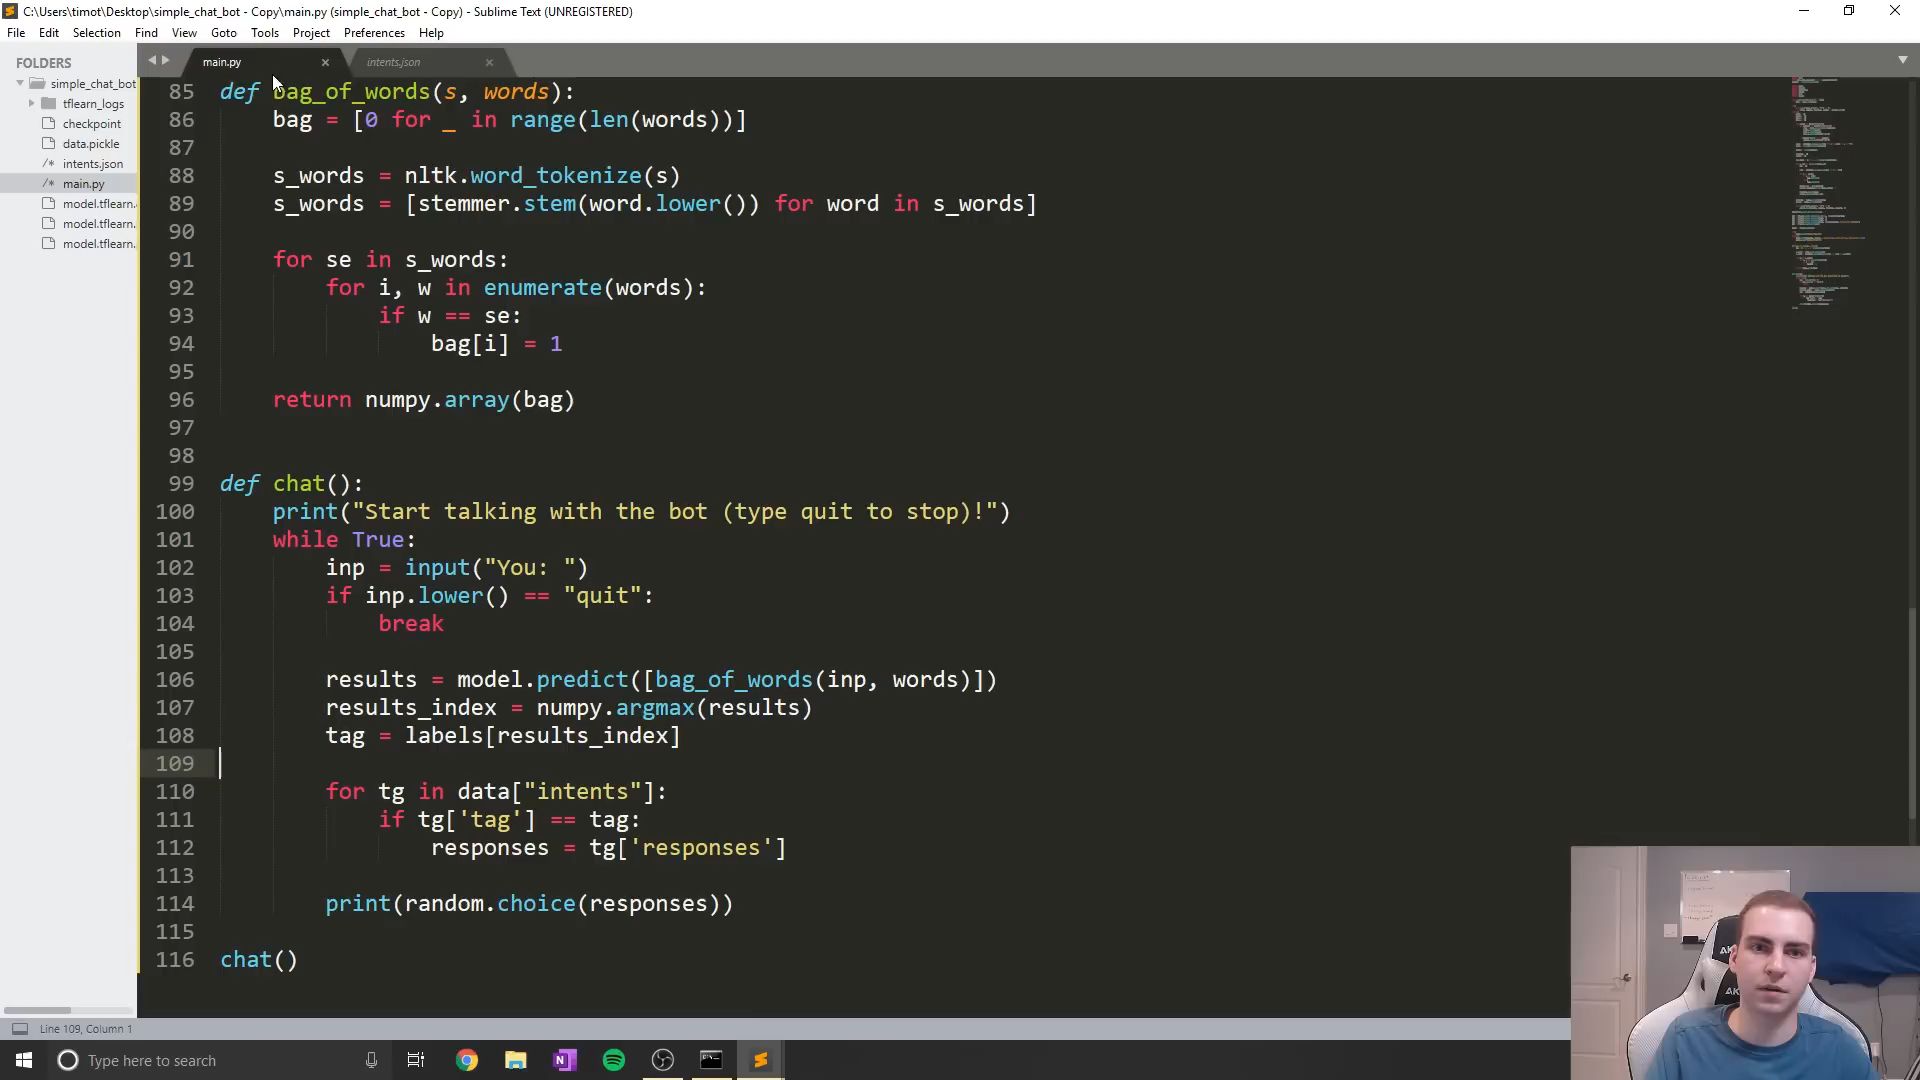 C:\Users\timot\Desktop\simple_chat_bot - Copy\main.py (simple_chat_bot - Copy) - Sublime Text (UNREGISTERED)
File Edit Selection Find View Goto Tools Project Preferences Help
FOLDERS
simple_chat_bot
tflearn_logs
checkpoint
data.pickle
/* intents.json
/* main.py
model.tflearn.
model.tflearn.
model.tflearn.
main.py × intents.json ×
85 def bag_of_words(s, words):
86 bag = [0 for _ in range(len(words))]
87
88 s_words = nltk.word_tokenize(s)
89 s_words = [stemmer.stem(word.lower()) for word in s_words]
90
91 for se in s_words:
92 for i, w in enumerate(words):
93 if w == se:
94 bag[i] = 1
95
96 return numpy.array(bag)
97
98
99 def chat():
100 print("Start talking with the bot (type quit to stop)!")
101 while True:
102 inp = input("You: ")
103 if inp.lower() == "quit":
104 break
105
106 results = model.predict([bag_of_words(inp, words)])
107 results_index = numpy.argmax(results)
108 tag = labels[results_index]
109
110 for tg in data["intents"]:
111 if tg['tag'] == tag:
112 responses = tg['responses']
113
114 print(random.choice(responses))
115
116 chat()
Line 109, Column 1
Type here to search